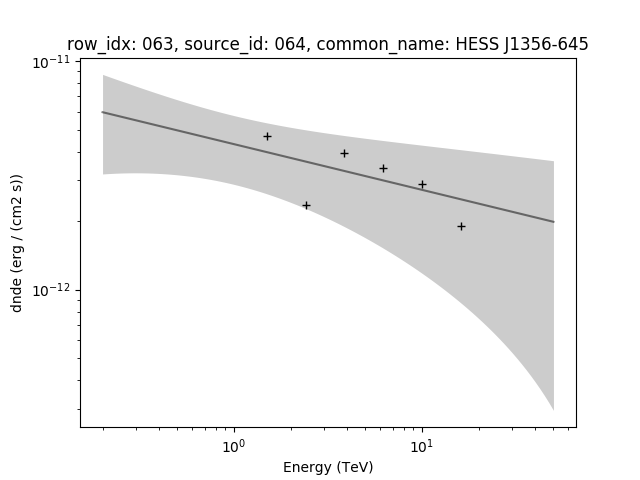 row_idx: 063, source_id: 064, common_name: HESS J1356-645
10⁻¹¹
10⁻¹²
dnde (erg / (cm2 s))
10⁰ 10¹
Energy (TeV)